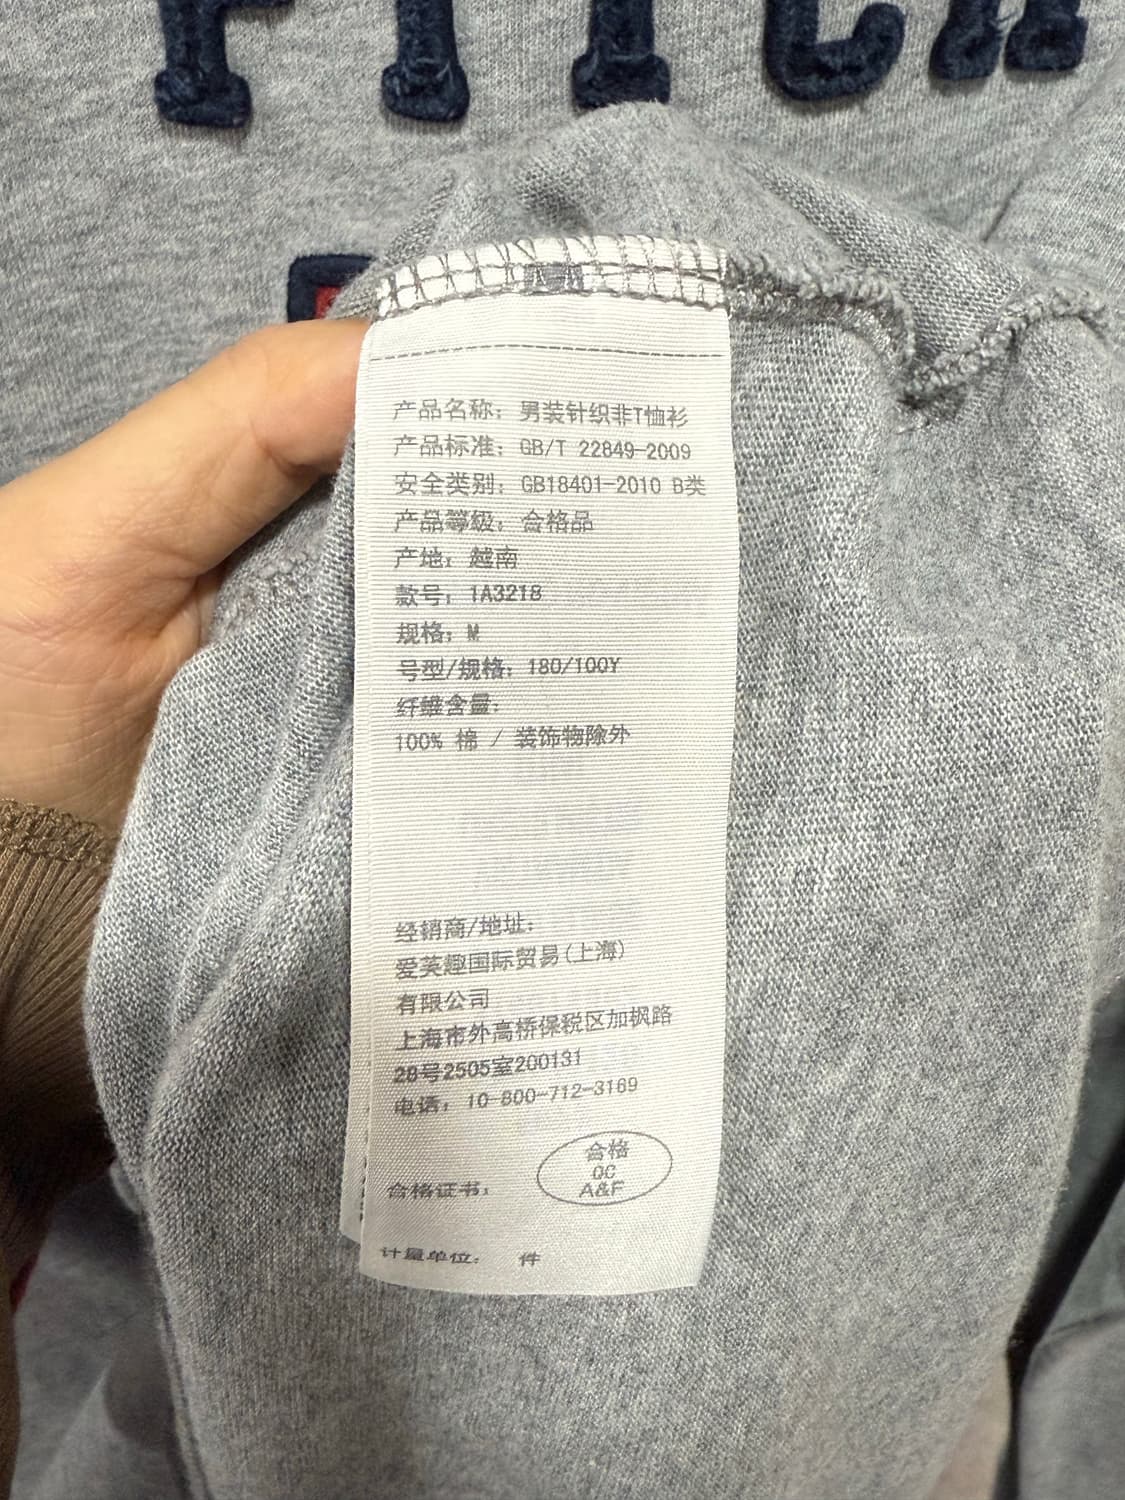 FITCH
产品名称: 男装针织非T恤衫
产品标准: GB/T 22849-2009
安全类别: GB18401-2010 B类
产品等级: 合格品
产地: 越南
款号: 1A3218
规格: M
号型/规格: 180/100Y
纤维含量:
100% 棉 / 装饰物除外
经销商/地址:
爱芙趣国际贸易(上海)
有限公司
上海市外高桥保税区加枫路
28号2505室200131
电话: 10-800-712-3169
合格
QC
A&F
合格证书:
计量单位: 件